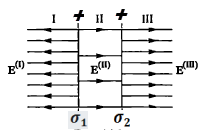 I + II + III
E(I) E(II) E(III)
σ1 σ2